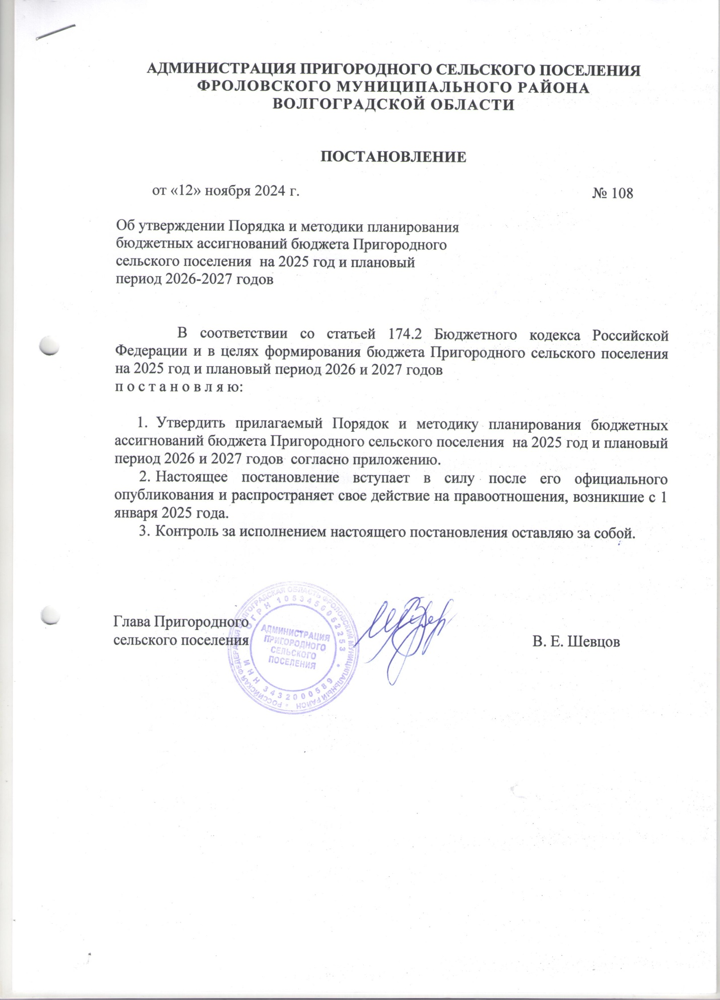 АДМИНИСТРАЦИЯ ПРИГОРОДНОГО СЕЛЬСКОГО ПОСЕЛЕНИЯ
ФРОЛОВСКОГО МУНИЦИПАЛЬНОГО РАЙОНА
ВОЛГОГРАДСКОЙ ОБЛАСТИ
ПОСТАНОВЛЕНИЕ
от «12» ноября 2024 г. № 108
Об утверждении Порядка и методики планирования
бюджетных ассигнований бюджета Пригородного
сельского поселения на 2025 год и плановый
период 2026-2027 годов
В соответствии со статьей 174.2 Бюджетного кодекса Российской
Федерации и в целях формирования бюджета Пригородного сельского поселения
на 2025 год и плановый период 2026 и 2027 годов
п о с т а н о в л я ю:
1. Утвердить прилагаемый Порядок и методику планирования бюджетных
ассигнований бюджета Пригородного сельского поселения на 2025 год и плановый
период 2026 и 2027 годов согласно приложению.
2. Настоящее постановление вступает в силу после его официального
опубликования и распространяет свое действие на правоотношения, возникшие с 1
января 2025 года.
3. Контроль за исполнением настоящего постановления оставляю за собой.
Глава Пригородного
сельского поселения В. Е. Шевцов
РОССИЙСКАЯ ФЕДЕРАЦИЯ ВОЛГОГРАДСКАЯ ОБЛАСТЬ ФРОЛОВСКИЙ МУНИЦИПАЛЬНЫЙ РАЙОН
ОГРН 1053450052253
АДМИНИСТРАЦИЯ
ПРИГОРОДНОГО
СЕЛЬСКОГО
ПОСЕЛЕНИЯ
ИНН 3432000589